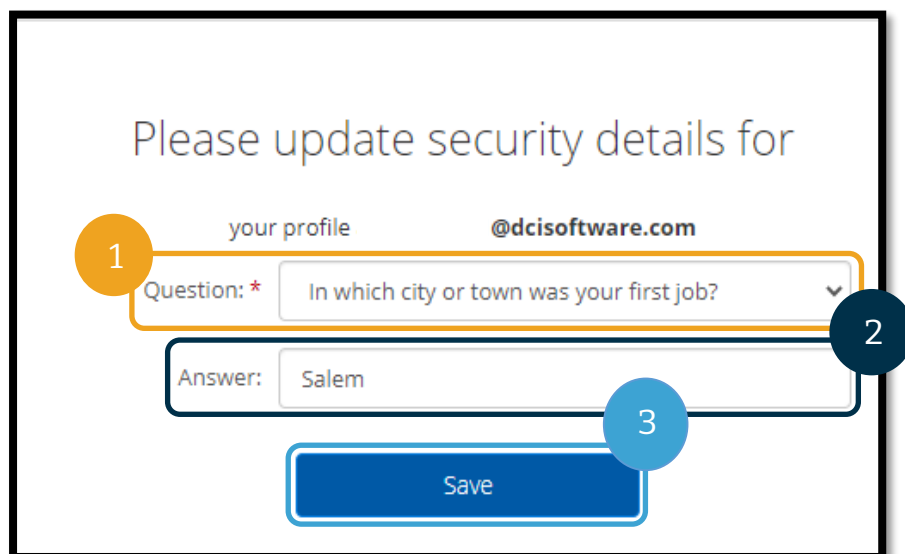 Please update security details for
your profile @dcisoftware.com
1
Question: * In which city or town was your first job?
2
Answer: Salem
3
Save